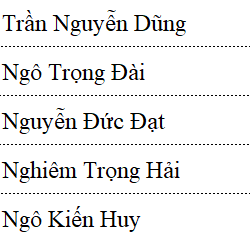 Trần Nguyễn Dũng
Ngô Trọng Đài
Nguyễn Đức Đạt
Nghiêm Trọng Hải
Ngô Kiến Huy